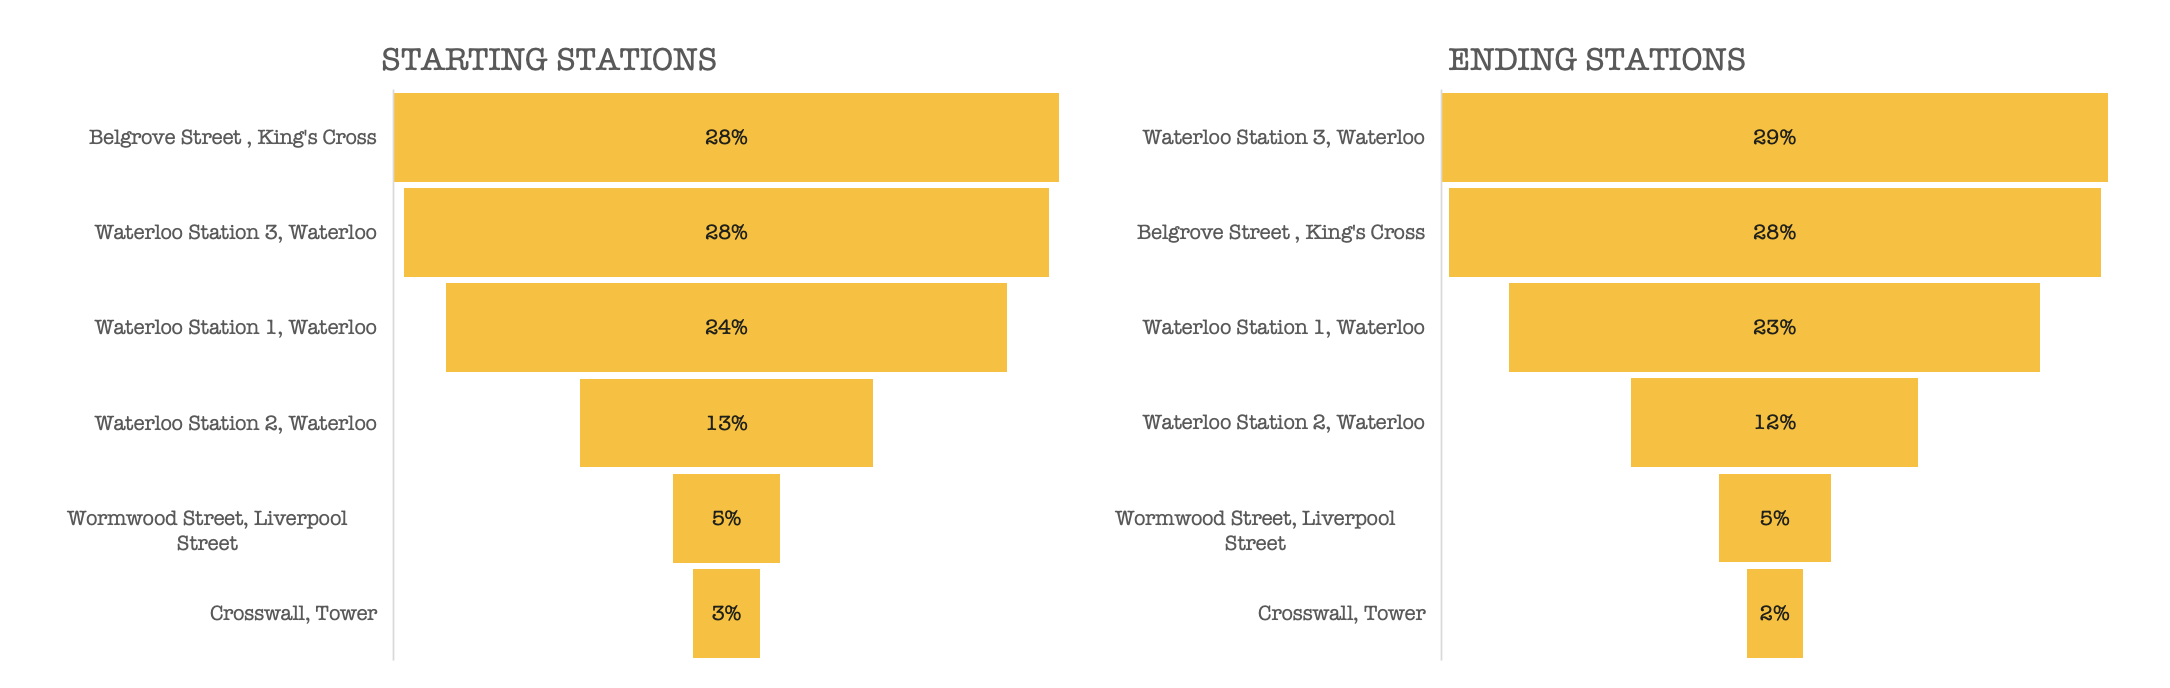 STARTING STATIONS
Belgrove Street , King's Cross
28%
Waterloo Station 3, Waterloo
28%
Waterloo Station 1, Waterloo
24%
Waterloo Station 2, Waterloo
13%
Wormwood Street, Liverpool
Street
5%
Crosswall, Tower
3%
ENDING STATIONS
Waterloo Station 3, Waterloo
29%
Belgrove Street , King's Cross
28%
Waterloo Station 1, Waterloo
23%
Waterloo Station 2, Waterloo
12%
Wormwood Street, Liverpool
Street
5%
Crosswall, Tower
2%